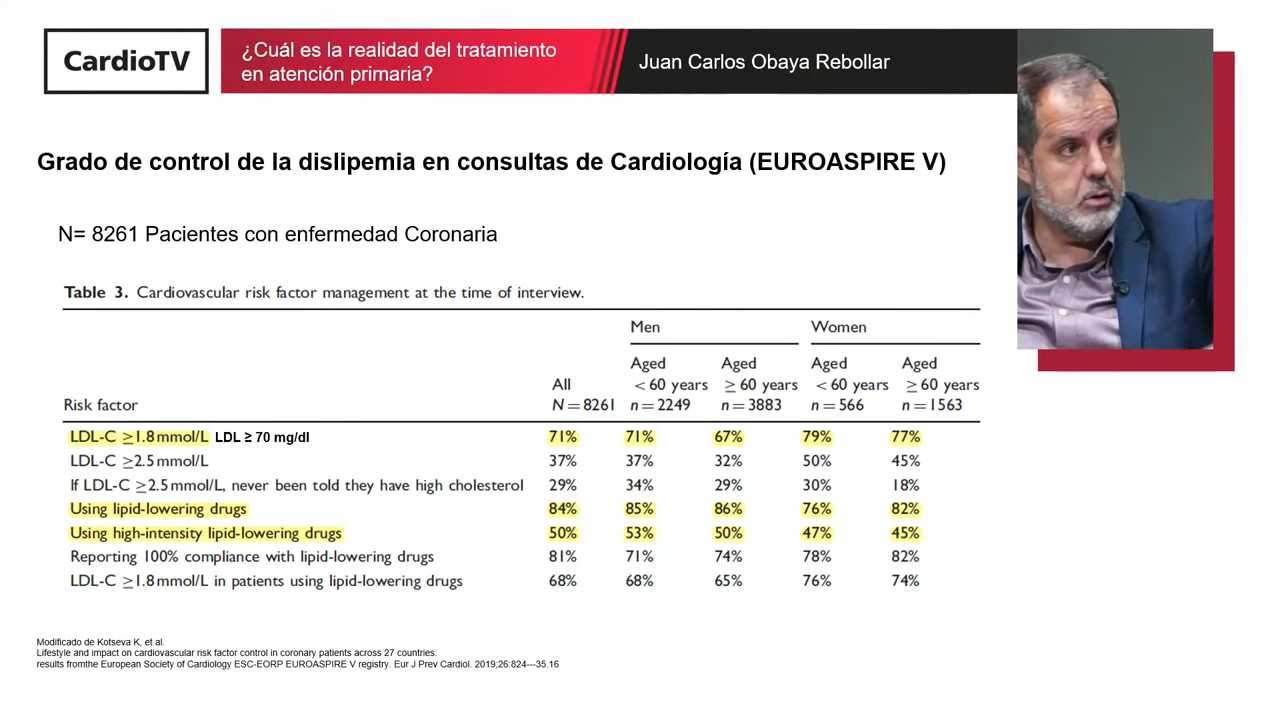 CardioTV
¿Cuál es la realidad del tratamiento
en atención primaria?
Juan Carlos Obaya Rebollar
Grado de control de la dislipemia en consultas de Cardiología (EUROASPIRE V)
N= 8261 Pacientes con enfermedad Coronaria
Table 3. Cardiovascular risk factor management at the time of interview.
Men Women
Aged Aged Aged Aged
All < 60 years ≥ 60 years < 60 years ≥ 60 years
Risk factor N = 8261 n = 2249 n = 3883 n = 566 n = 1563
LDL-C ≥1.8 mmol/L LDL ≥ 70 mg/dl 71% 71% 67% 79% 77%
LDL-C ≥2.5 mmol/L 37% 37% 32% 50% 45%
If LDL-C ≥2.5 mmol/L, never been told they have high cholesterol 29% 34% 29% 30% 18%
Using lipid-lowering drugs 84% 85% 86% 76% 82%
Using high-intensity lipid-lowering drugs 50% 53% 50% 47% 45%
Reporting 100% compliance with lipid-lowering drugs 81% 71% 74% 78% 82%
LDL-C ≥1.8 mmol/L in patients using lipid-lowering drugs 68% 68% 65% 76% 74%
Modificado de Kotseva K, et al.
Lifestyle and impact on cardiovascular risk factor control in coronary patients across 27 countries:
results fromthe European Society of Cardiology ESC-EORP EUROASPIRE V registry. Eur J Prev Cardiol. 2019;26:824---35.16